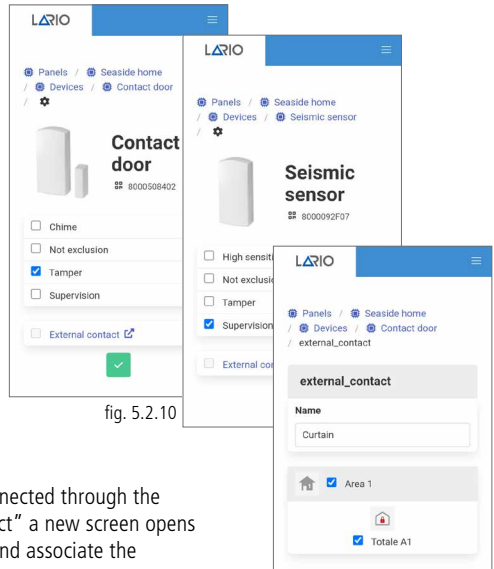 LARIO
Panels / Seaside home
/ Devices / Contact door
/
Contact
door
8000508402
Chime
Not exclusion
Tamper
Supervision
External contact
fig. 5.2.10
LARIO
Panels / Seaside home
/ Devices / Seismic sensor
/
Seismic
sensor
8000092F07
High sensiti
Not exclusio
Tamper
Supervision
External con
LARIO
Panels / Seaside home
/ Devices / Contact door
/ external_contact
external_contact
Name
Curtain
Area 1
Totale A1
nected through the
ct" a new screen opens
nd associate the